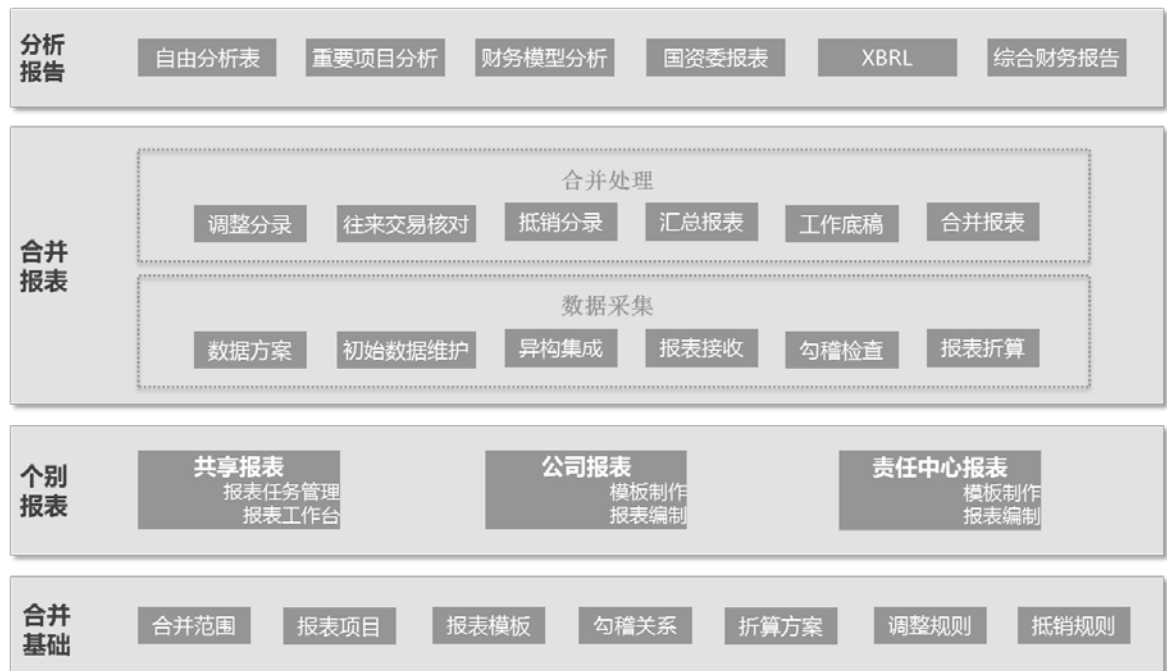 分析
报告
自由分析表 重要项目分析 财务模型分析 国资委报表 XBRL 综合财务报告
合并
报表
合并处理
调整分录 往来交易核对 抵销分录 汇总报表 工作底稿 合并报表
数据采集
数据方案 初始数据维护 异构集成 报表接收 勾稽检查 报表折算
个别
报表
共享报表
报表任务管理
报表工作台
公司报表
模板制作
报表编制
责任中心报表
模板制作
报表编制
合并
基础
合并范围 报表项目 报表模板 勾稽关系 折算方案 调整规则 抵销规则